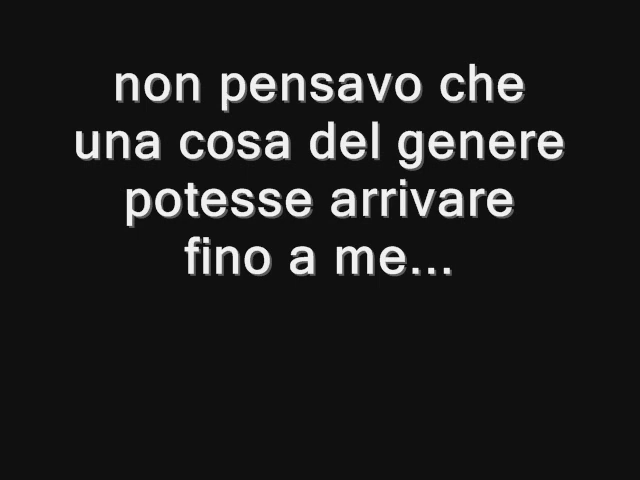 non pensavo che
una cosa del genere
potesse arrivare
fino a me...